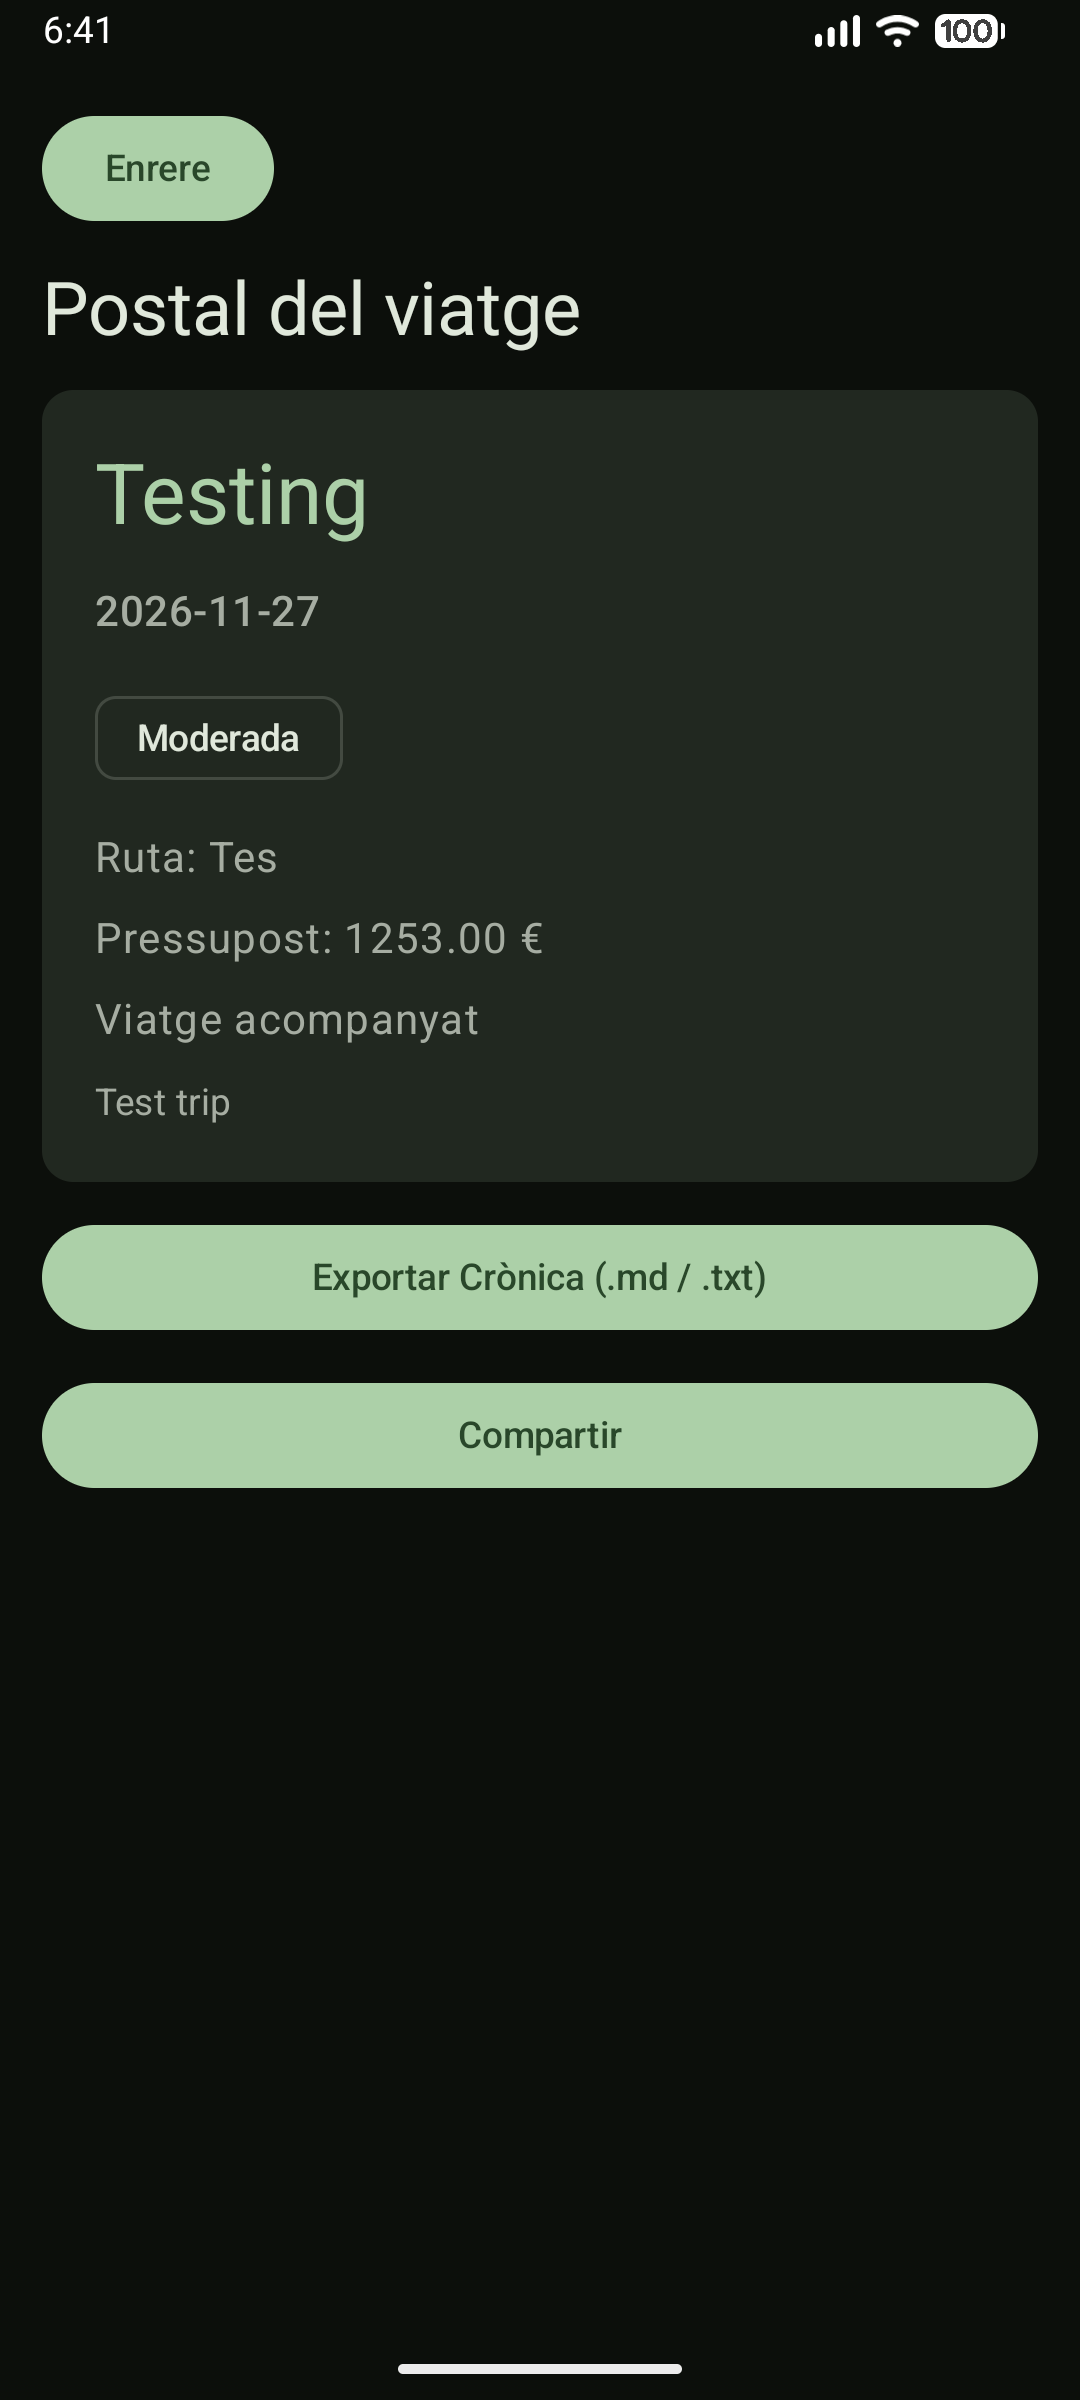 6:41
100
Enrere
Postal del viatge
Testing
2026-11-27
Moderada
Ruta: Tes
Pressupost: 1253.00 €
Viatge acompanyat
Test trip
Exportar Crònica (.md / .txt)
Compartir